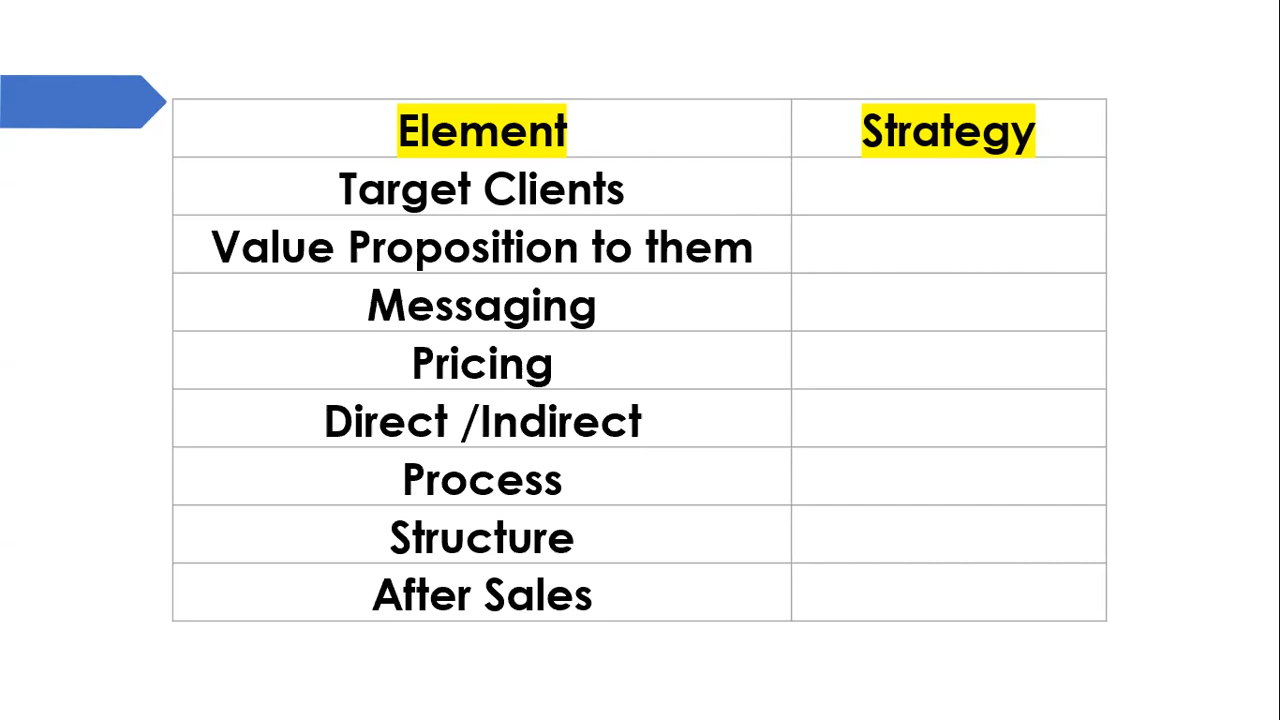 Element Strategy
Target Clients
Value Proposition to them
Messaging
Pricing
Direct /Indirect
Process
Structure
After Sales